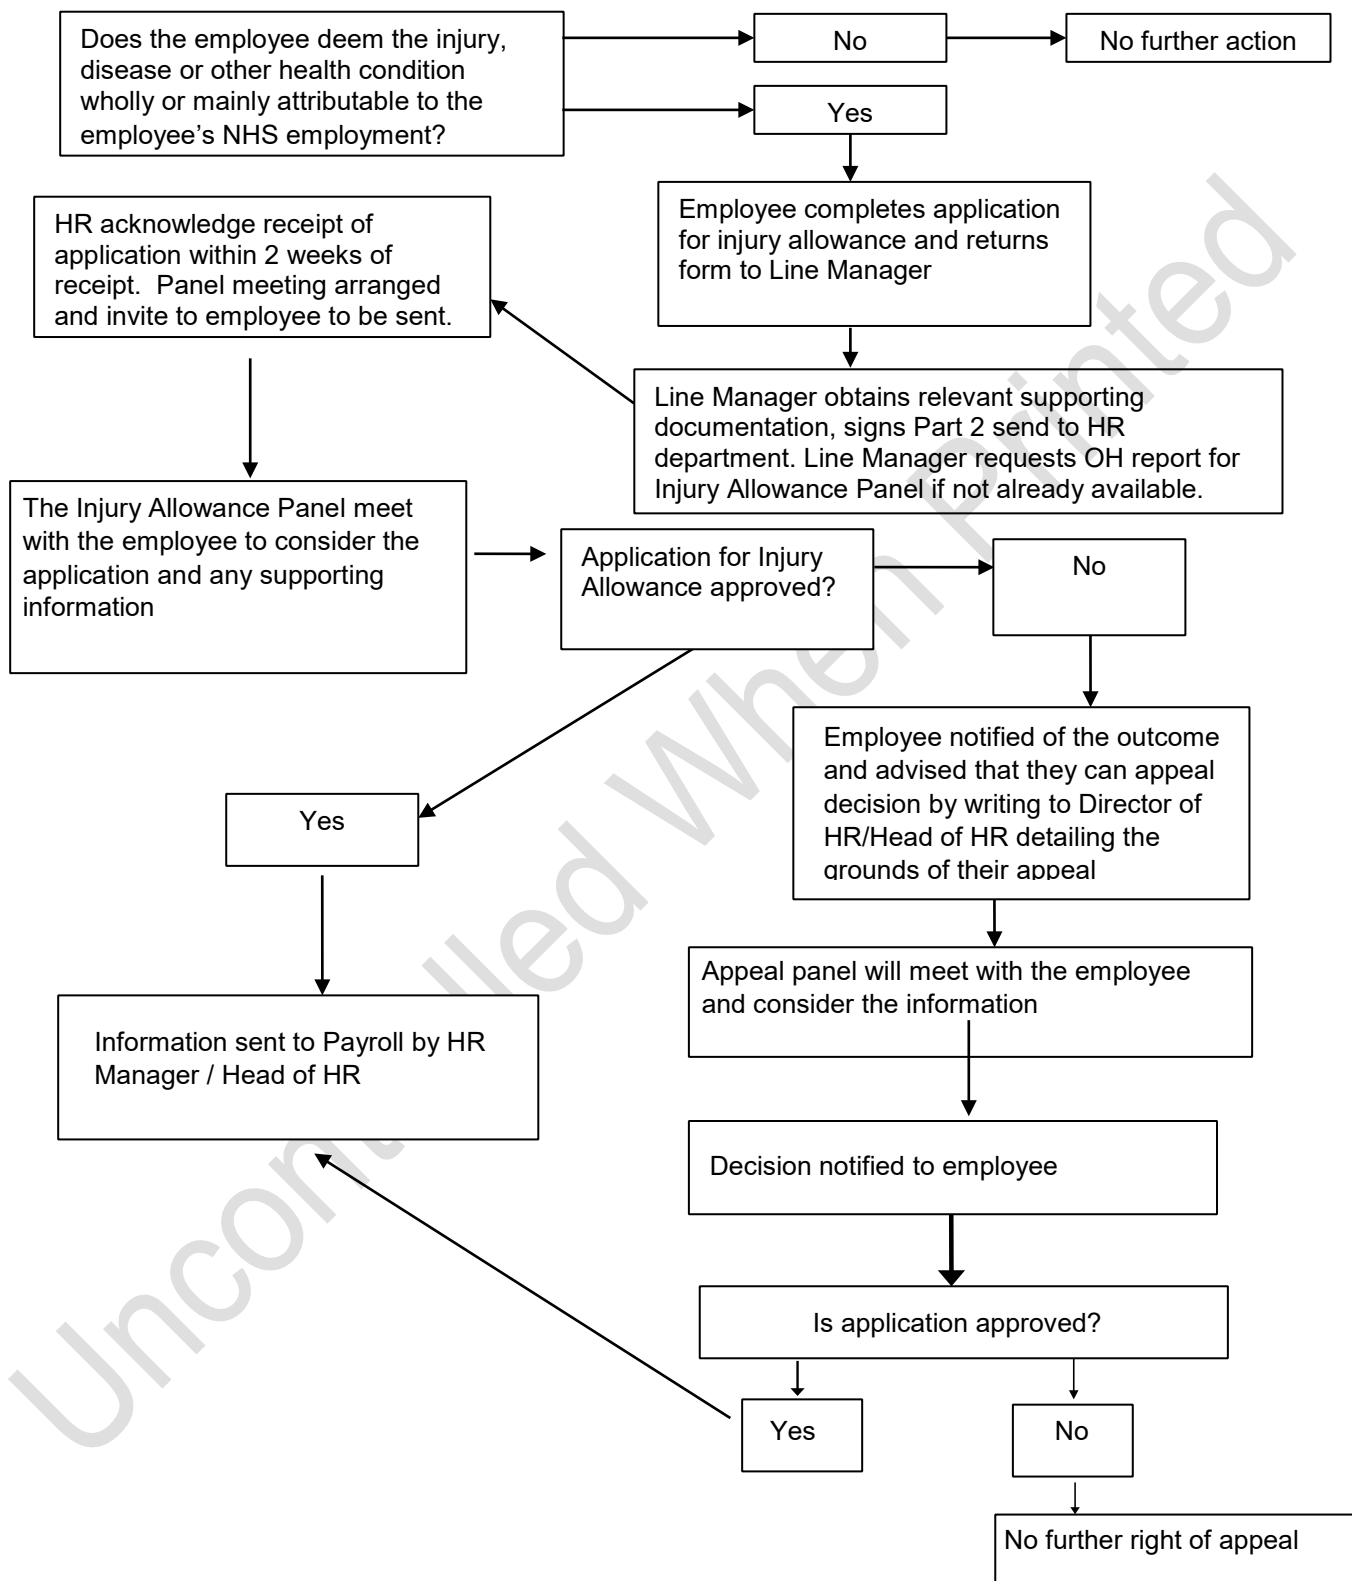 Does the employee deem the injury,
disease or other health condition
wholly or mainly attributable to the
employee’s NHS employment?
No
No further action
Yes
Employee completes application
for injury allowance and returns
form to Line Manager
Line Manager obtains relevant supporting
documentation, signs Part 2 send to HR
department. Line Manager requests OH report for
Injury Allowance Panel if not already available.
HR acknowledge receipt of
application within 2 weeks of
receipt.  Panel meeting arranged
and invite to employee to be sent.
The Injury Allowance Panel meet
with the employee to consider the
application and any supporting
information
Application for Injury
Allowance approved?
No
Employee notified of the outcome
and advised that they can appeal
decision by writing to Director of
HR/Head of HR detailing the
grounds of their appeal
Yes
Information sent to Payroll by HR
Manager / Head of HR
Appeal panel will meet with the employee
and consider the information
Decision notified to employee
Is application approved?
Yes
No
No further right of appeal
Uncontrolled When Printed